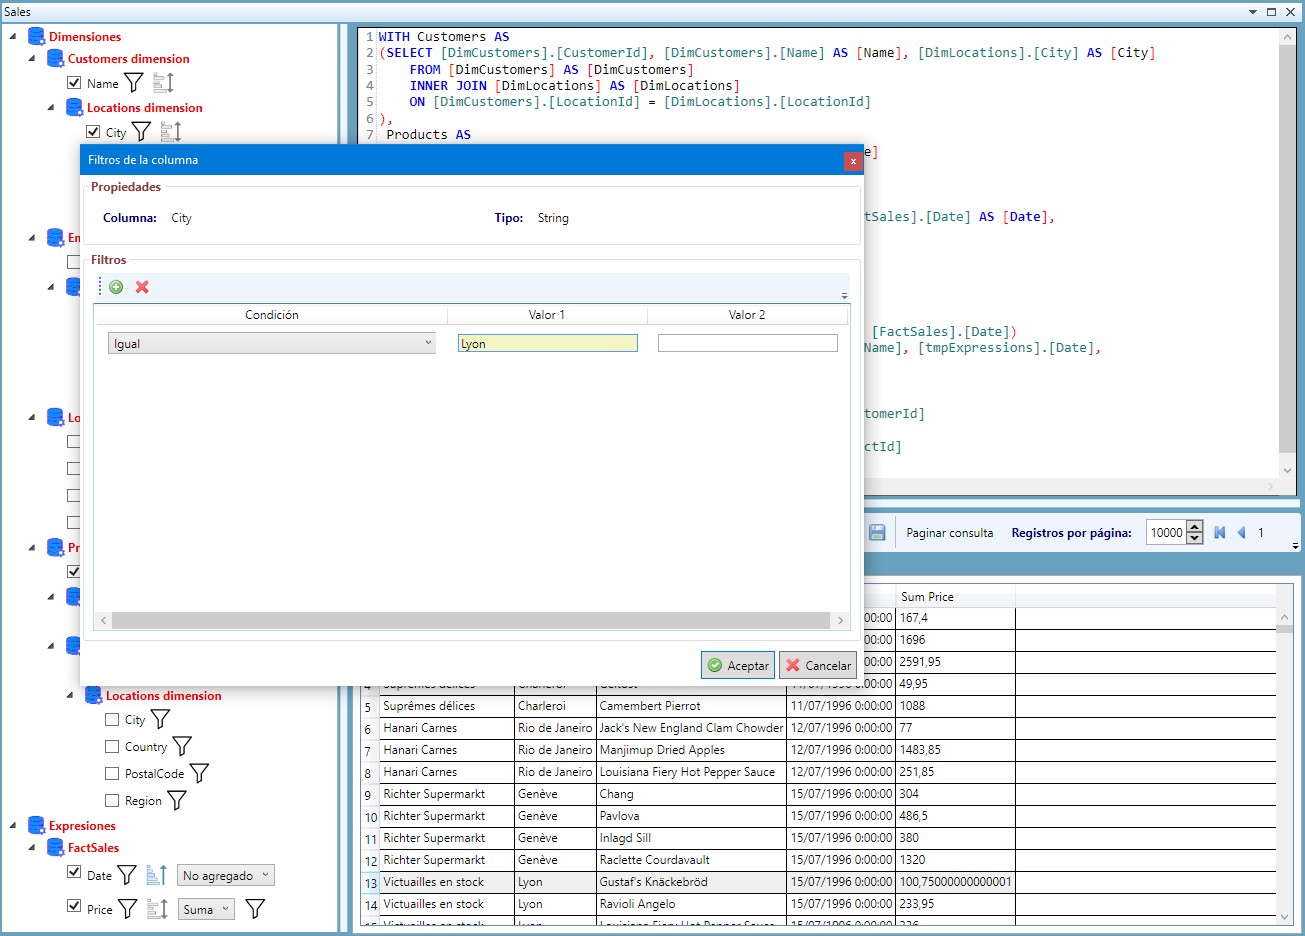 Sales
Dimensiones
Customers dimension
Name
Locations dimension
City
En
Lo
Pr
Locations dimension
City
Country
PostalCode
Region
Expresiones
FactSales
Date No agregado
Price Suma
1 WITH Customers AS
2 (SELECT [DimCustomers].[CustomerId], [DimCustomers].[Name] AS [Name], [DimLocations].[City] AS [City]
3 FROM [DimCustomers] AS [DimCustomers]
4 INNER JOIN [DimLocations] AS [DimLocations]
5 ON [DimCustomers].[LocationId] = [DimLocations].[LocationId]
6 ),
7 Products AS
e]
tSales].[Date] AS [Date],
[FactSales].[Date])
Name], [tmpExpressions].[Date],
tomerId]
ctId]
Filtros de la columna
x
Propiedades
Columna: City Tipo: String
Filtros
Condición Valor 1 Valor 2
Igual Lyon
Aceptar Cancelar
Paginar consulta Registros por página: 10000 1
Sum Price
00:00 167,4
00:00 1696
00:00 2591,95
00:00 49,95
5 Suprêmes délices Charleroi Camembert Pierrot 11/07/1996 0:00:00 1088
6 Hanari Carnes Rio de Janeiro Jack's New England Clam Chowder 12/07/1996 0:00:00 77
7 Hanari Carnes Rio de Janeiro Manjimup Dried Apples 12/07/1996 0:00:00 1483,85
8 Hanari Carnes Rio de Janeiro Louisiana Fiery Hot Pepper Sauce 12/07/1996 0:00:00 251,85
9 Richter Supermarkt Genève Chang 15/07/1996 0:00:00 304
10 Richter Supermarkt Genève Pavlova 15/07/1996 0:00:00 486,5
11 Richter Supermarkt Genève Inlagd Sill 15/07/1996 0:00:00 380
12 Richter Supermarkt Genève Raclette Courdavault 15/07/1996 0:00:00 1320
13 Victuailles en stock Lyon Gustaf's Knäckebröd 15/07/1996 0:00:00 100,75000000000001
14 Victuailles en stock Lyon Ravioli Angelo 15/07/1996 0:00:00 233,95